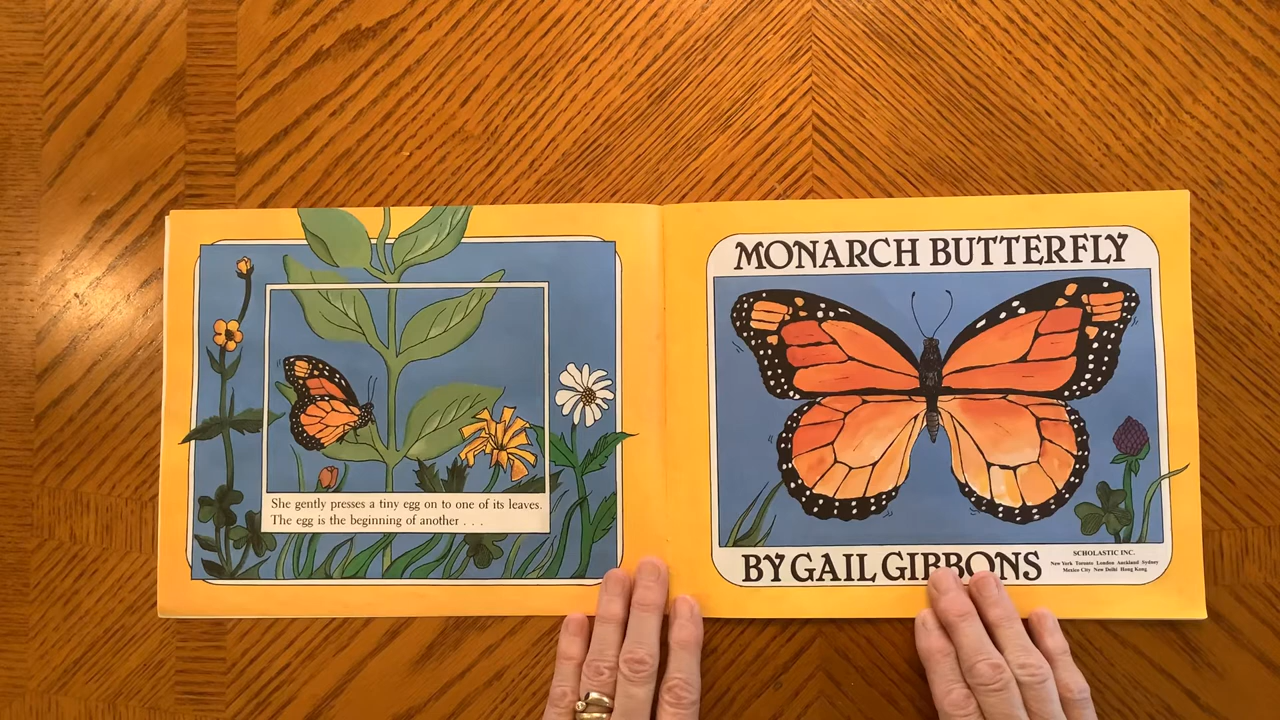 She gently presses a tiny egg on to one of its leaves.
The egg is the beginning of another . . .
MONARCH BUTTERFLY
BY GAIL GIBBONS
SCHOLASTIC INC.
New York Toronto London Auckland Sydney
Mexico City New Delhi Hong Kong